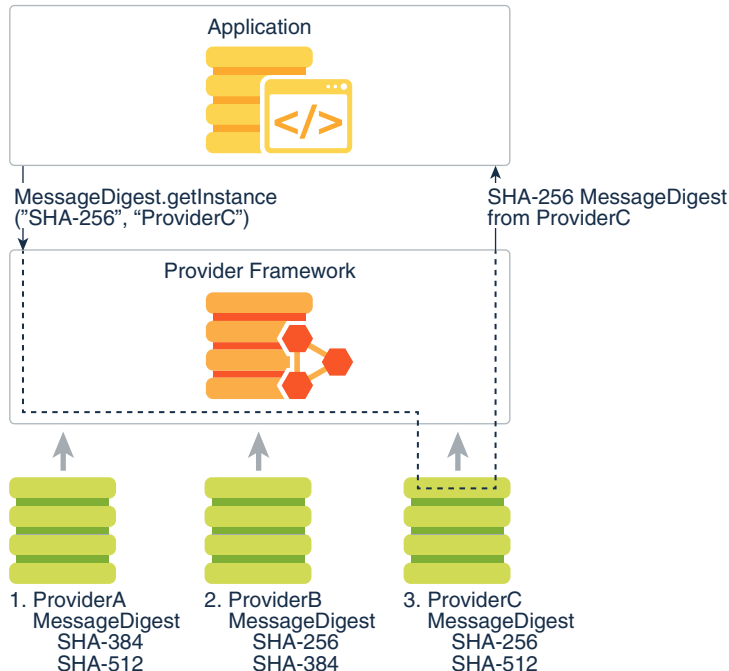 Application
</>
MessageDigest.getInstance
(”SHA-256”, “ProviderC”)
SHA-256 MessageDigest
from ProviderC
Provider Framework
1. ProviderA
MessageDigest
SHA-384
SHA-512
2. ProviderB
MessageDigest
SHA-256
SHA-384
3. ProviderC
MessageDigest
SHA-256
SHA-512